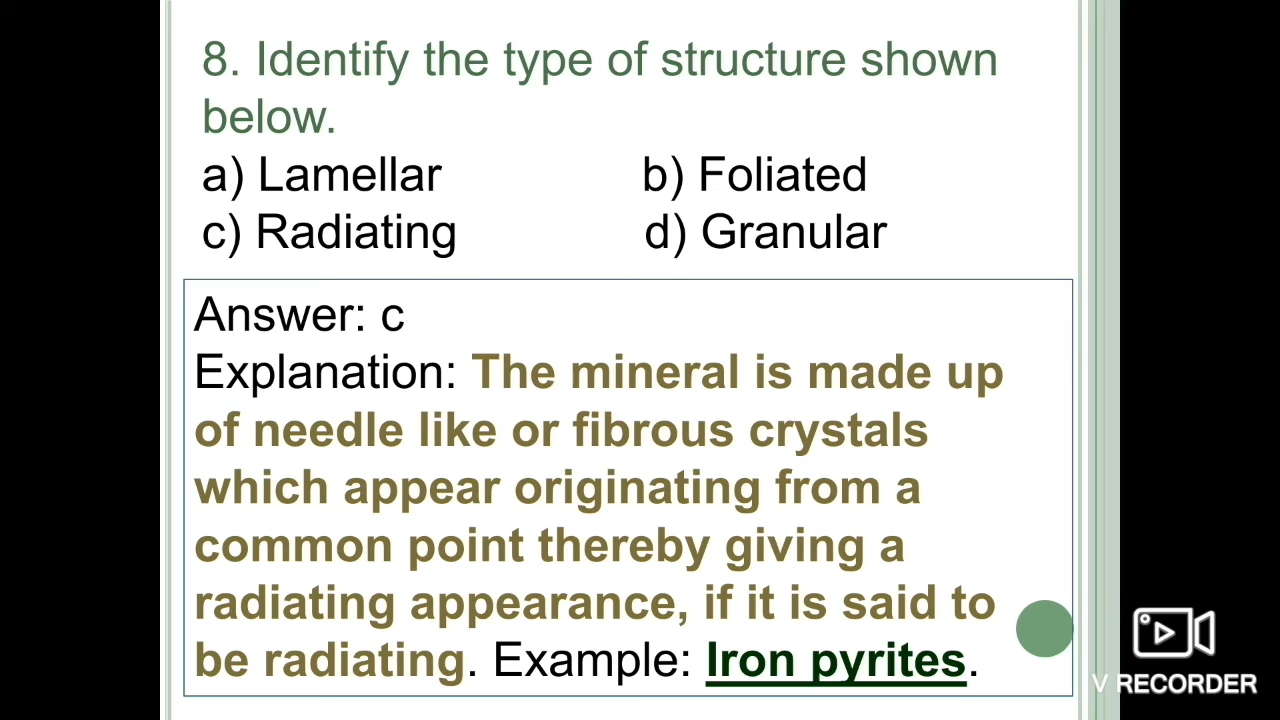 8. Identify the type of structure shown
below.
a) Lamellar b) Foliated
c) Radiating d) Granular
Answer: c
Explanation: The mineral is made up
of needle like or fibrous crystals
which appear originating from a
common point thereby giving a
radiating appearance, if it is said to
be radiating. Example: Iron pyrites.
V RECORDER